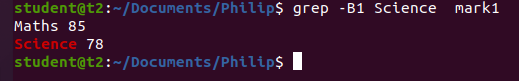 student@t2:~/Documents/Philip$ grep -B1 Science  mark1
Maths 85
Science 78
student@t2:~/Documents/Philip$